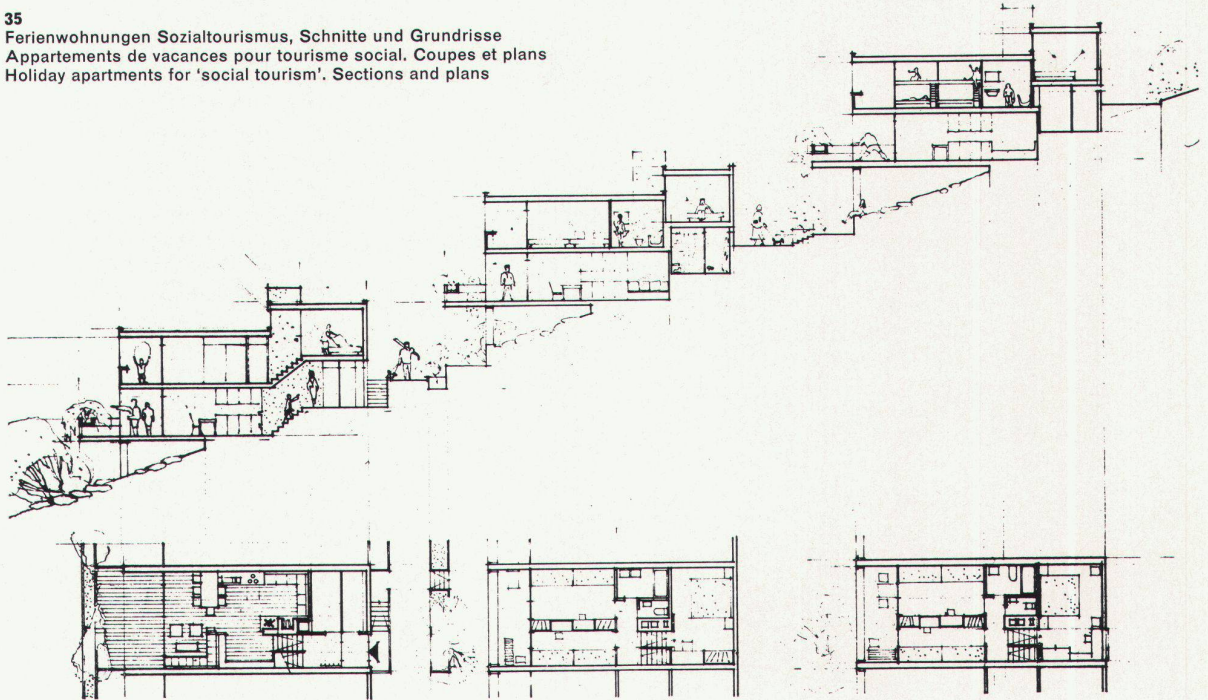 35
Ferienwohnungen Sozialtourismus, Schnitte und Grundrisse
Appartements de vacances pour tourisme social. Coupes et plans
Holiday apartments for ‘social tourism’. Sections and plans